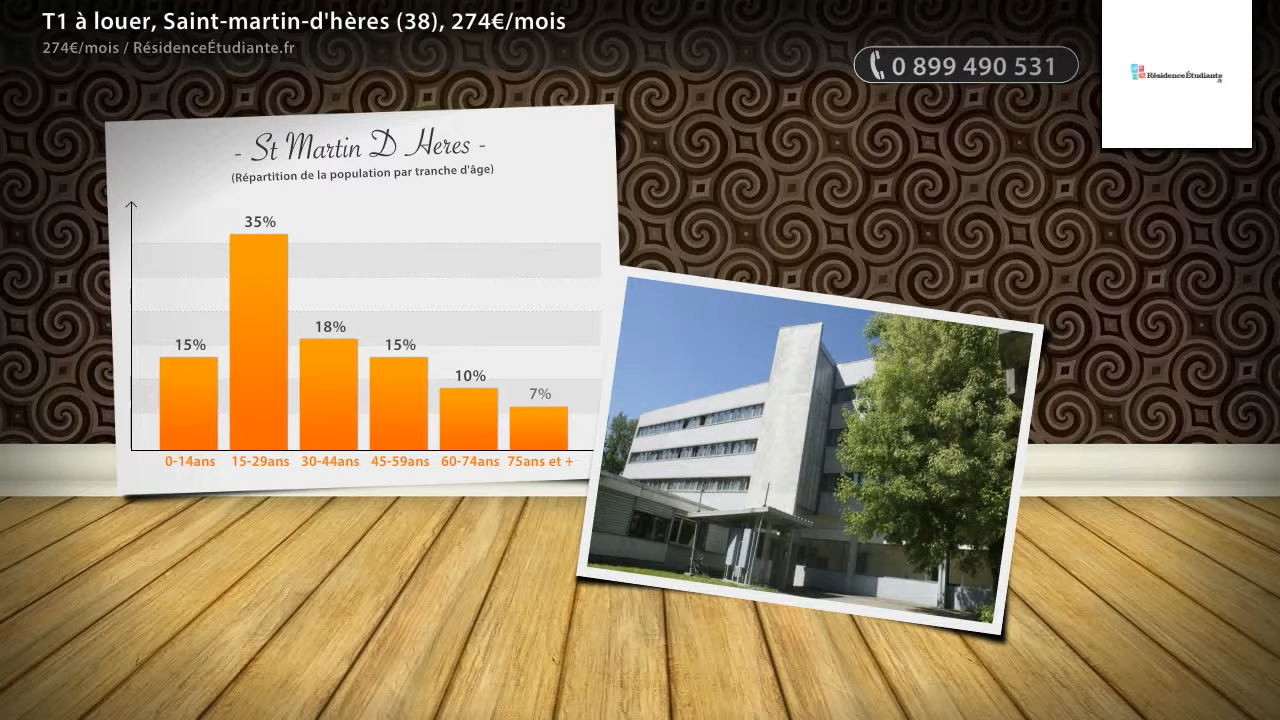 T1 à louer, Saint-martin-d'hères (38), 274€/mois
274€/mois / RésidenceÉtudiante.fr
0 899 490 531
RésidenceÉtudiante
.fr
- St Martin D Heres -
(Répartition de la population par tranche d'âge)
35%
18%
15%
15%
10%
7%
0-14ans 15-29ans 30-44ans 45-59ans 60-74ans 75ans et +